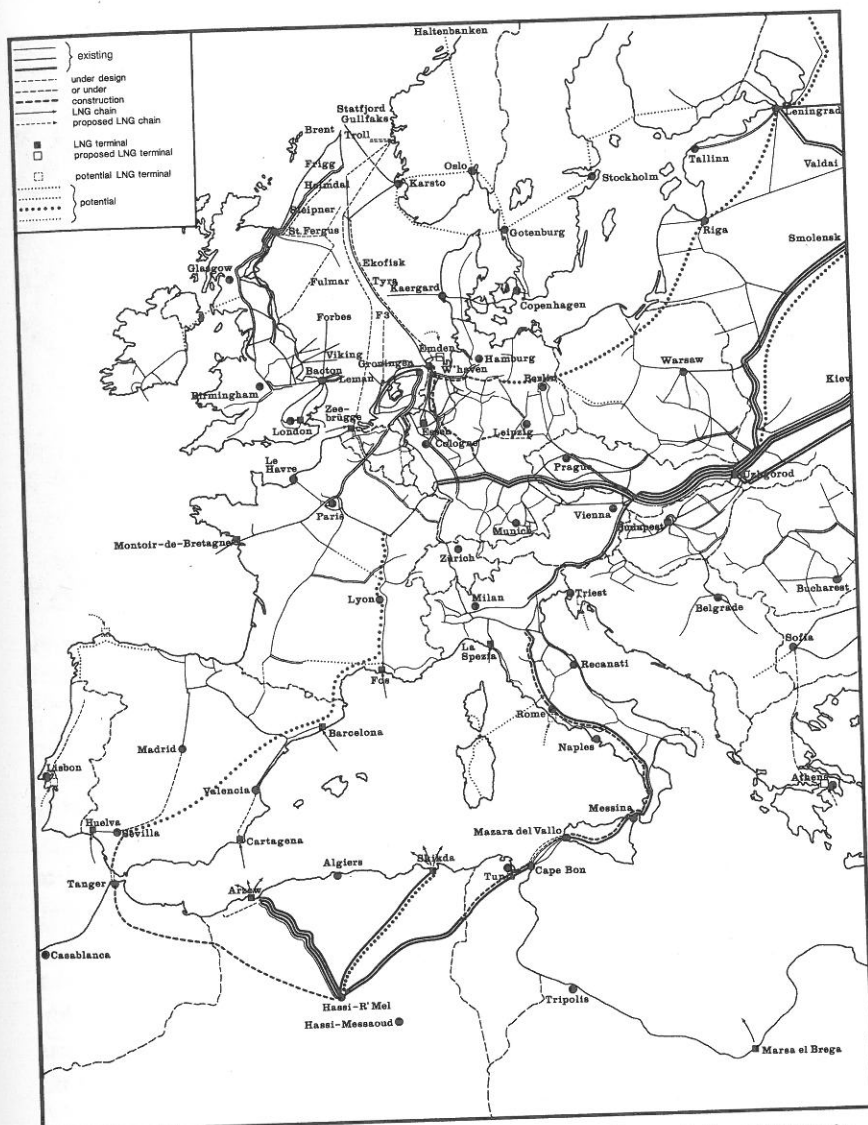 existing
under design
or under
construction
LNG chain
proposed LNG chain
LNG terminal
proposed LNG terminal
potential LNG terminal
potential
Haltenbanken
Statfjord
Gullfaks
Brent
Troll
Leningrad
Tallinn
Valdai
Frigg
Oslo
Heimdal
Karsto
Stockholm
Sleipner
St.Fergus
Gotenburg
Riga
Smolensk
Ekofisk
Glasgow
Tyra
Fulmar
Kaergard
Copenhagen
Forbes
F3
Emden
Viking
Groningen
Hamburg
Warsaw
W'haven
Bacton
Leman
Berlin
Kiev
Birmingham
Zee-
brügge
London
Essen
Leipzig
Cologne
Le
Havre
Prague
Uzhgorod
Paris
Vienna
Munich
Budapest
Montoir-de-Bretagne
Zürich
Bucharest
Lyon
Milan
Triest
Belgrade
Sofia
La
Spezia
Recanati
Fos
Rome
Barcelona
Madrid
Naples
Lisbon
Athens
Valencia
Messina
Huelva
Sevilla
Mazara del Vallo
Cartagena
Skikda
Algiers
Cape Bon
Tanger
Arzew
Casablanca
Hassi-R'Mel
Tripolis
Hassi-Messaoud
Marsa el Brega